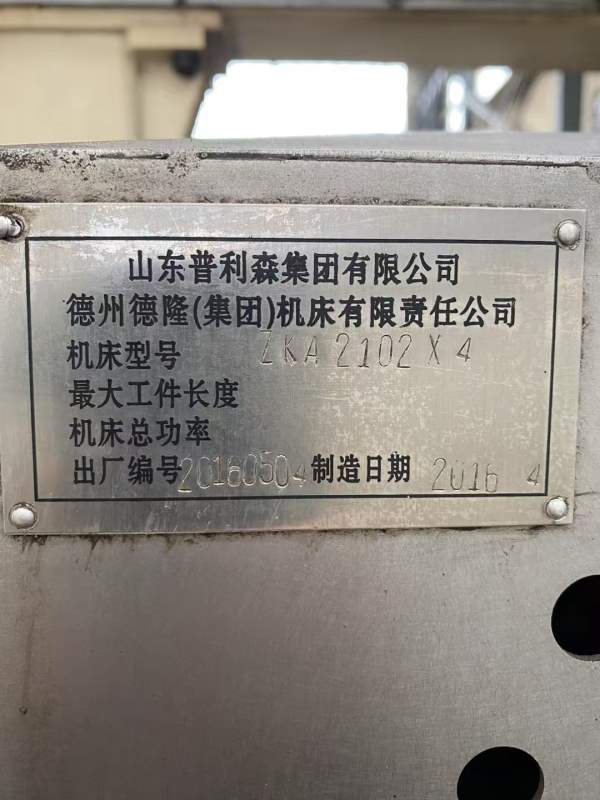 山东普利森集团有限公司
德州德隆(集团)机床有限责任公司
机床型号 ZKA2102X4
最大工件长度
机床总功率
出厂编号 20160504 制造日期 2016 4